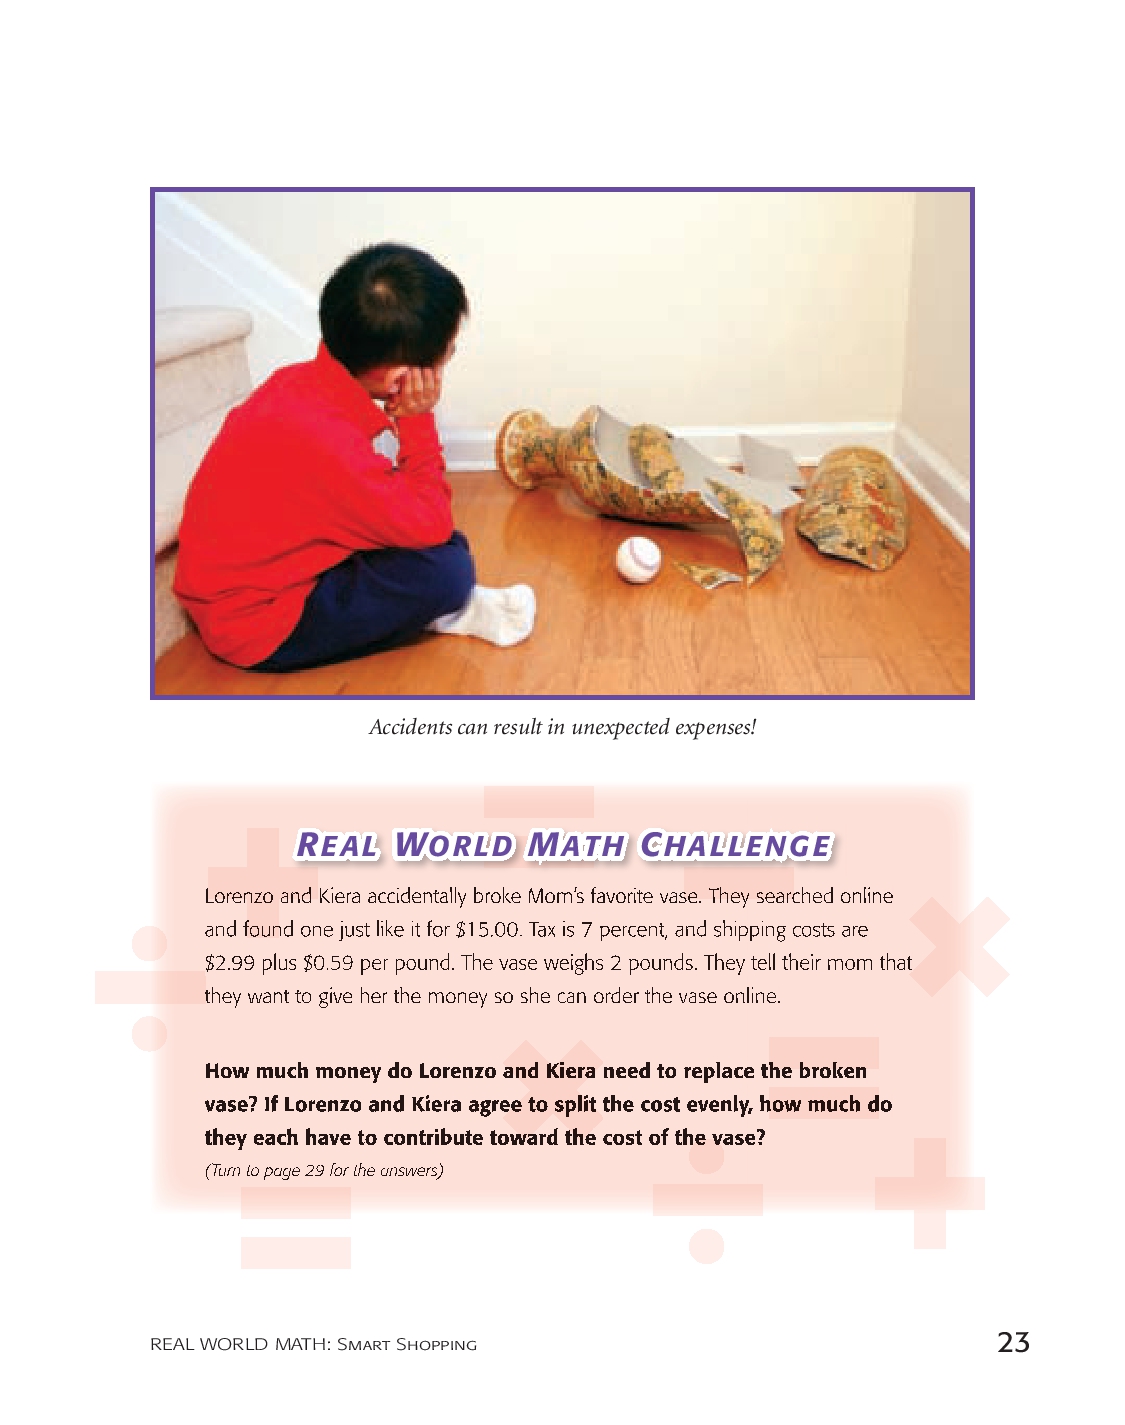 Accidents can result in unexpected expenses!
REAL WORLD MATH CHALLENGE
Lorenzo and Kiera accidentally broke Mom's favorite vase. They searched online
and found one just like it for $15.00. Tax is 7 percent, and shipping costs are
$2.99 plus $0.59 per pound. The vase weighs 2 pounds. They tell their mom that
they want to give her the money so she can order the vase online.
How much money do Lorenzo and Kiera need to replace the broken
vase? If Lorenzo and Kiera agree to split the cost evenly, how much do
they each have to contribute toward the cost of the vase?
(Turn to page 29 for the answers)
REAL WORLD MATH: SMART SHOPPING
23